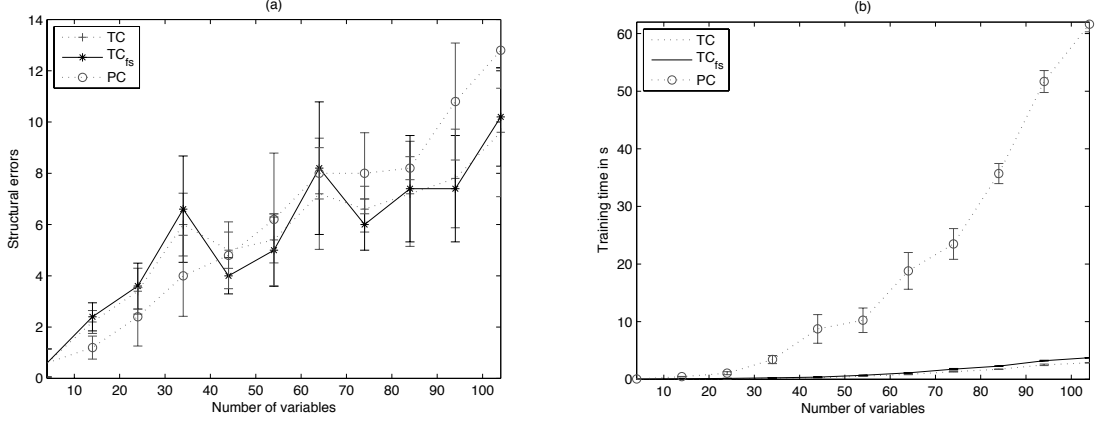 (a)
14
12
10
8
6
4
2
0
10 20 30 40 50 60 70 80 90 100
Number of variables
Structural errors
TC
TCfs
PC
(b)
60
50
40
30
20
10
0
10 20 30 40 50 60 70 80 90 100
Number of variables
Training time in s
TC
TCfs
PC